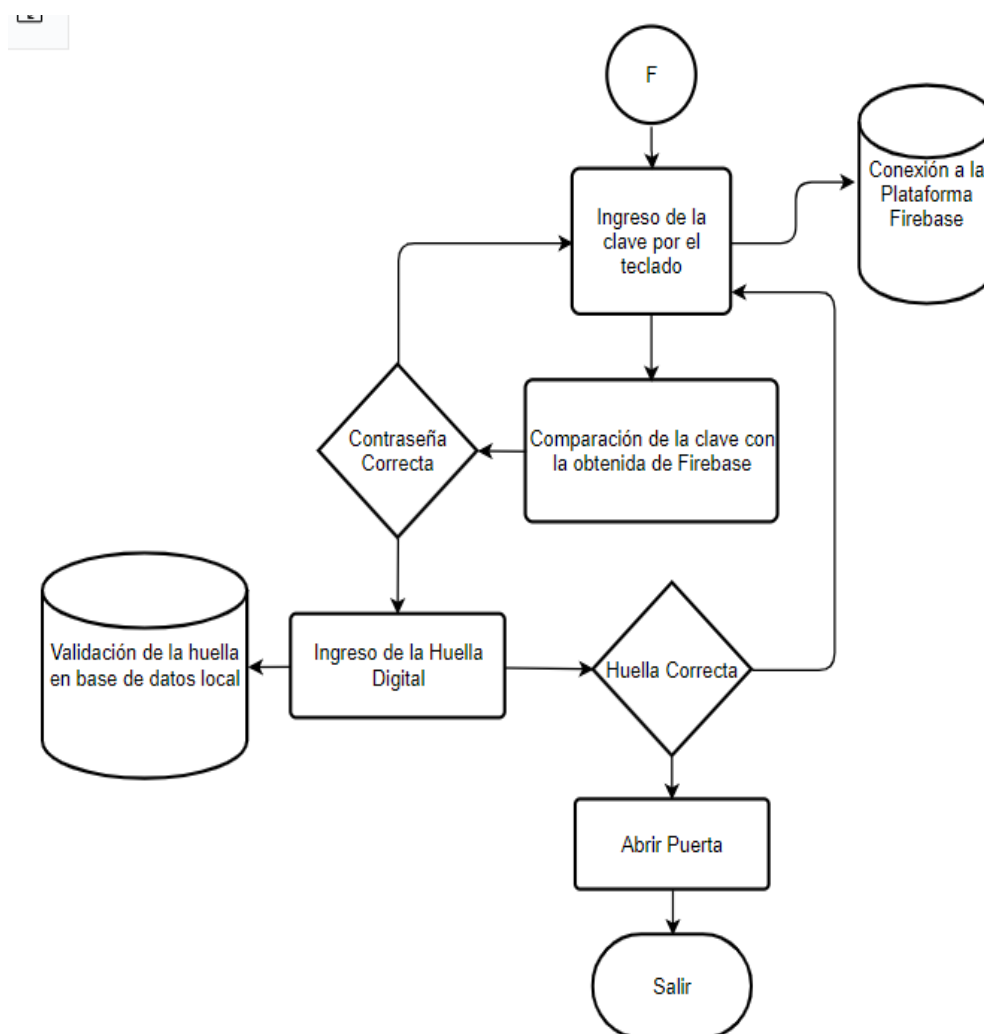 F
Conexión a la
Plataforma
Firebase
Ingreso de la
clave por el
teclado
Contraseña
Correcta
Comparación de la clave con
la obtenida de Firebase
Validación de la huella
en base de datos local
Ingreso de la Huella
Digital
Huella Correcta
Abrir Puerta
Salir